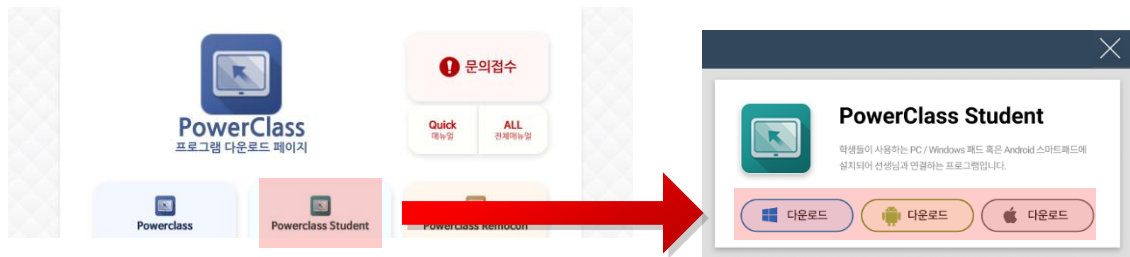 문의접수
PowerClass
프로그램 다운로드 페이지
Quick
매뉴얼
ALL
전체매뉴얼
Powerclass
Powerclass Student
Powerclass Remocon
PowerClass Student
학생들이 사용하는 PC / Windows 패드 혹은 Android 스마트패드에
설치되어 선생님과 연결하는 프로그램입니다.
다운로드
다운로드
다운로드